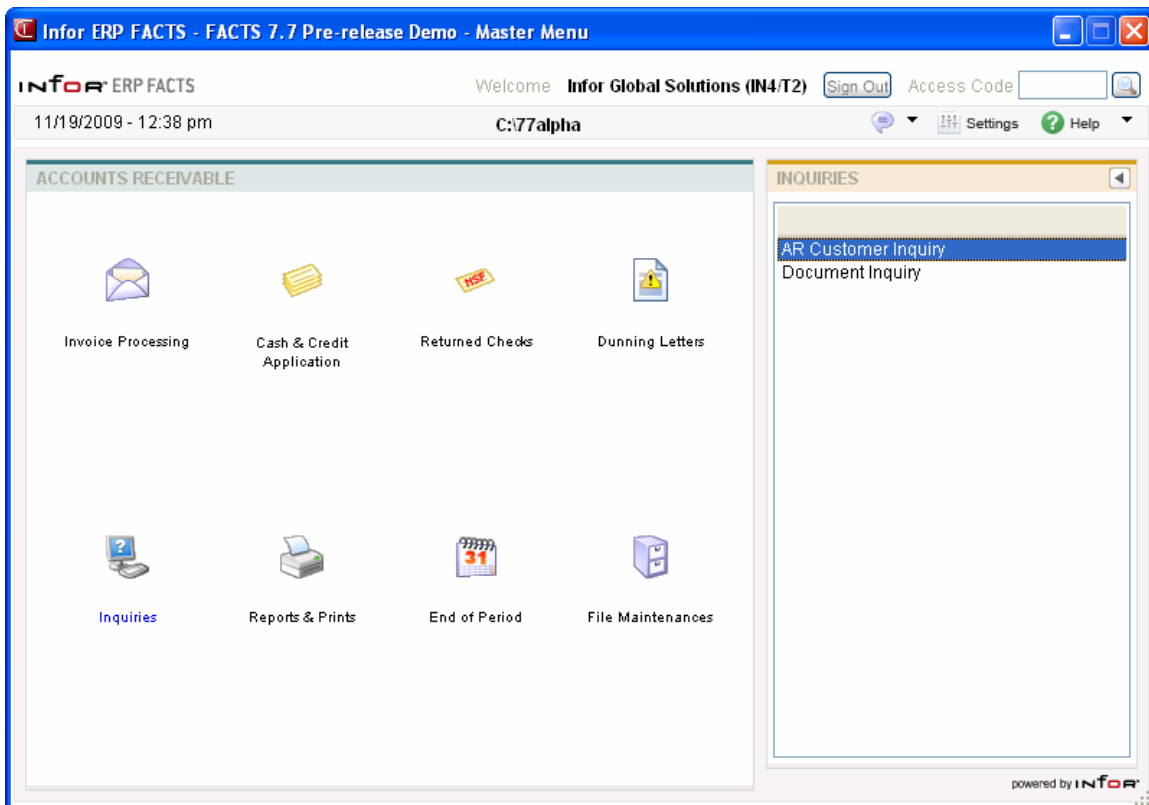 Infor ERP FACTS - FACTS 7.7 Pre-release Demo - Master Menu
INFOR ERP FACTS
Welcome Infor Global Solutions (IN4/T2) Sign Out Access Code
11/19/2009 - 12:38 pm C:\77alpha Settings ? Help
ACCOUNTS RECEIVABLE
Invoice Processing
Cash & Credit
Application
NSF
Returned Checks
Dunning Letters
?
Inquiries
Reports & Prints
31
End of Period
File Maintenances
INQUIRIES
AR Customer Inquiry
Document Inquiry
powered by INFOR